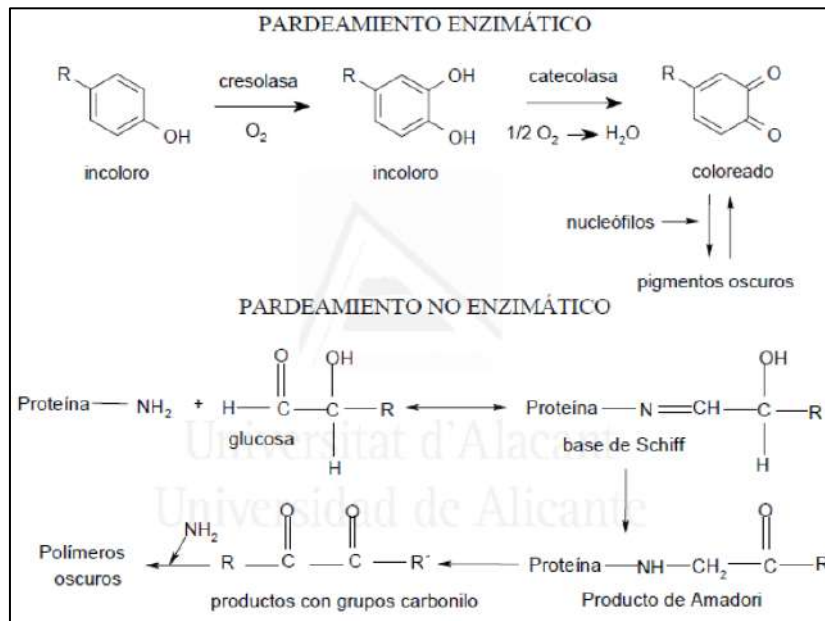 PARDEAMIENTO ENZIMÁTICO
R
OH
incoloro
cresolasa
O2
R
OH
OH
incoloro
catecolasa
1/2 O2 → H2O
R
O
O
coloreado
nucleófilos
pigmentos oscuros
PARDEAMIENTO NO ENZIMÁTICO
Proteína — NH2 + H — C — C — R
O OH
H
glucosa
Proteína — N = CH — C — R
OH
H
base de Schiff
Universitat d'Alacant
Universidad de Alicante
Polímeros
oscuros
NH2
O O
R — C — C — R-
productos con grupos carbonilo
O
Proteína — NH — CH2 — C — R
Producto de Amadori